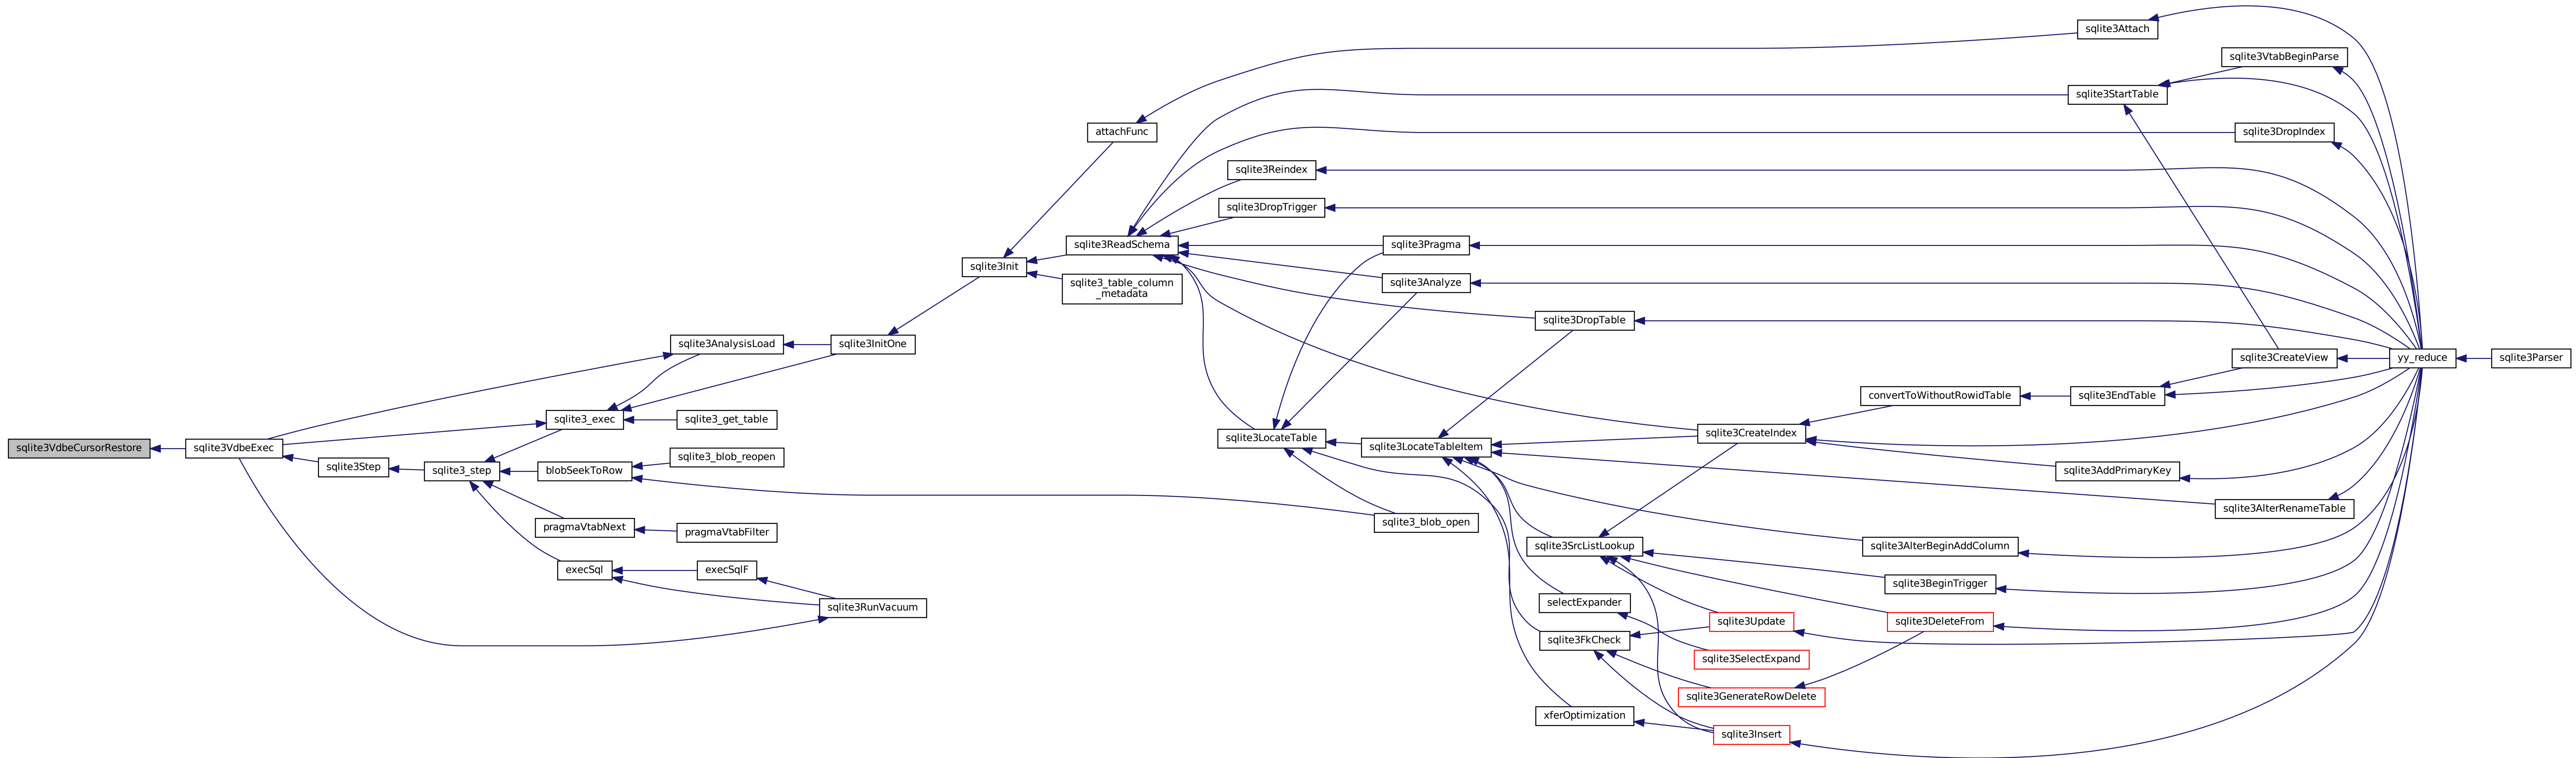 sqlite3Attach
sqlite3VtabBeginParse
sqlite3StartTable
attachFunc
sqlite3DropIndex
sqlite3Reindex
sqlite3DropTrigger
sqlite3ReadSchema
sqlite3Pragma
sqlite3Init
sqlite3_table_column
_metadata
sqlite3Analyze
sqlite3DropTable
sqlite3AnalysisLoad
sqlite3InitOne
sqlite3CreateView
yy_reduce
sqlite3Parser
convertToWithoutRowidTable
sqlite3EndTable
sqlite3_exec
sqlite3_get_table
sqlite3CreateIndex
sqlite3LocateTable
sqlite3LocateTableItem
sqlite3VdbeCursorRestore
sqlite3VdbeExec
sqlite3_blob_reopen
sqlite3Step
sqlite3_step
blobSeekToRow
sqlite3AddPrimaryKey
sqlite3AlterRenameTable
sqlite3_blob_open
pragmaVtabNext
pragmaVtabFilter
sqlite3SrcListLookup
sqlite3AlterBeginAddColumn
execSql
execSqlF
sqlite3BeginTrigger
selectExpander
sqlite3RunVacuum
sqlite3Update
sqlite3DeleteFrom
sqlite3FkCheck
sqlite3SelectExpand
sqlite3GenerateRowDelete
xferOptimization
sqlite3Insert